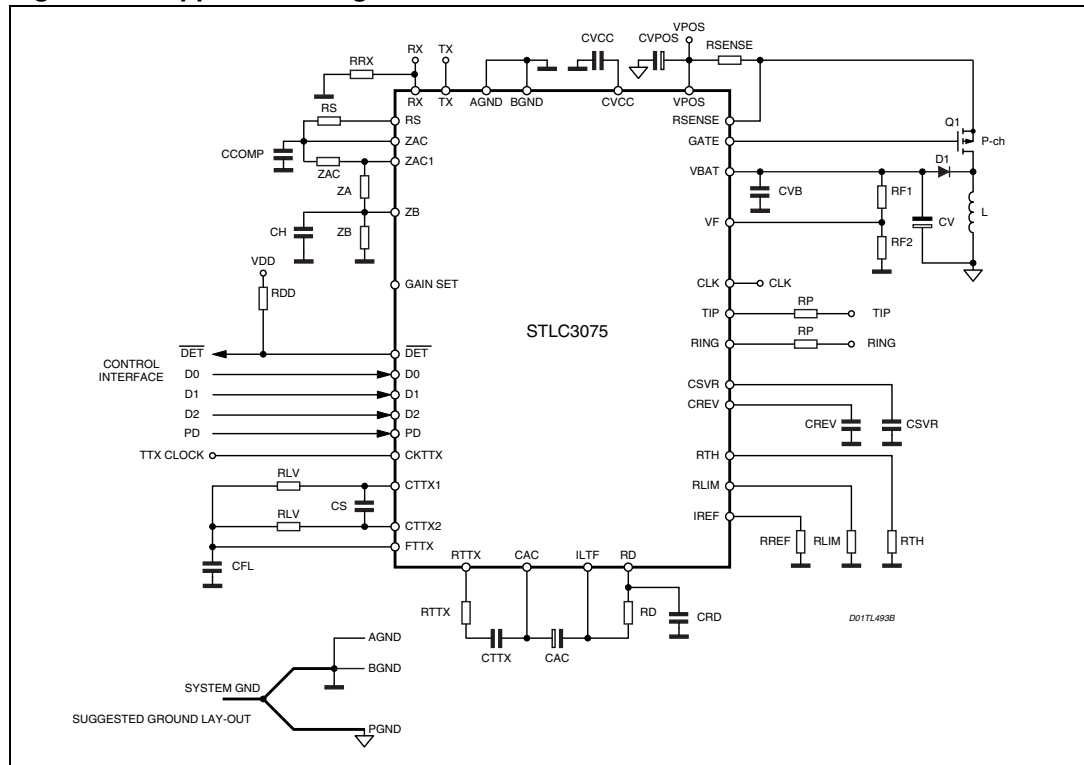 VPOS
RX TX
CVCC CVPOS
RSENSE
RRX
RX TX AGND BGND CVCC VPOS
RS
RS
RSENSE
Q1
CCOMP
ZAC
GATE
P-ch
ZAC
ZAC1
VBAT
D1
ZA
CVB
RF1
CH
ZB
ZB
VF
CV
L
RF2
VDD
RDD
GAIN SET
CLK
CLK
STLC3075
TIP
RP
TIP
RING
RP
RING
DET
DET
CONTROL
INTERFACE
D0
D0
D1
D1
D2
D2
PD
PD
CSVR
CREV
CREV CSVR
TTX CLOCK
CKTTX
RTH
RLV
CTTX1
RLIM
CS
RLV
CTTX2
IREF
FTTX
RREF RLIM RTH
CFL
RTTX CAC ILTF RD
RTTX
RD
CRD
CTTX CAC
D01TL493B
AGND
BGND
SYSTEM GND
SUGGESTED GROUND LAY-OUT
PGND